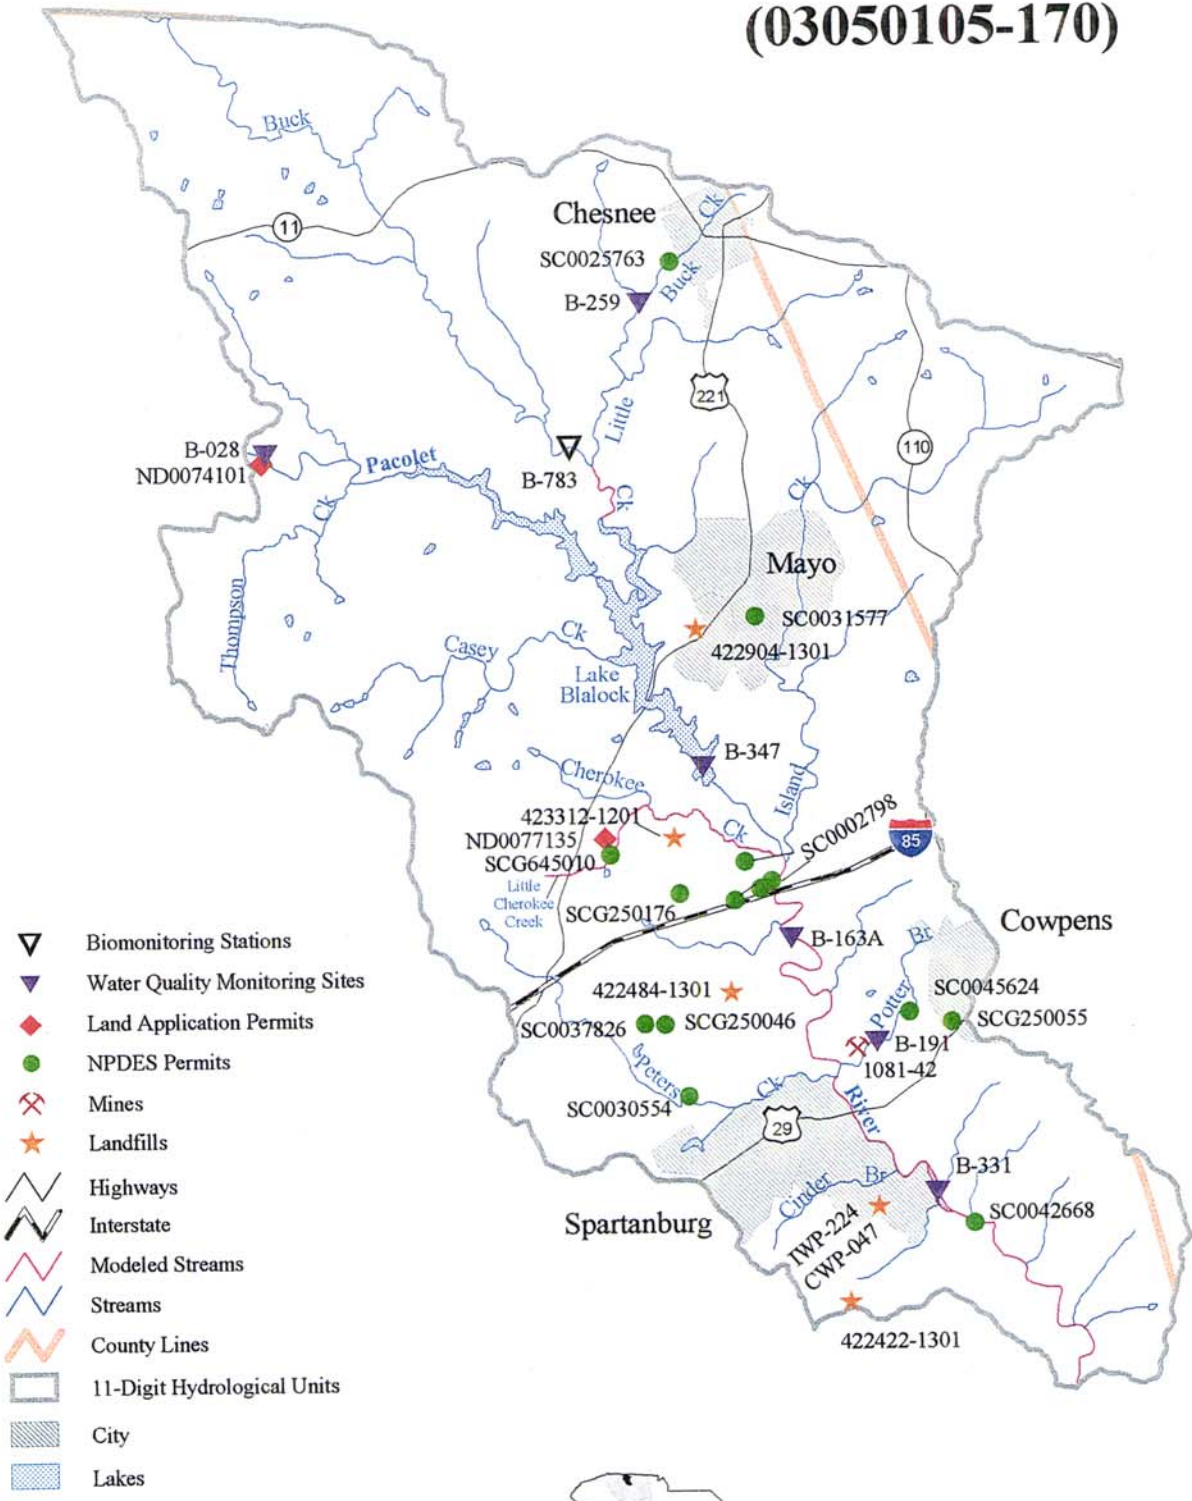 (03050105-170)
Buck
11
Chesnee
Ck
SC0025763
Buck
B-259
221
Little
110
B-028
ND0074101
Pacolet
B-783
Ck
Ck
Ck
Mayo
SC0031577
Thompson
422904-1301
Casey
Ck
Lake
Blalock
B-347
Cherokee
Island
423312-1201
Ck
SC0002798
ND0077135
85
SCG645010
Little
Cherokee
Creek
SCG250176
Cowpens
B-163A
Br
Potter
422484-1301
SC0045624
SC0037826
SCG250046
SCG250055
B-191
1081-42
Peters
Ck
SC0030554
River
29
B-331
Cinder
Br
SC0042668
Spartanburg
IWP-224
CWP-047
422422-1301
Biomonitoring Stations
Water Quality Monitoring Sites
Land Application Permits
NPDES Permits
Mines
Landfills
Highways
Interstate
Modeled Streams
Streams
County Lines
11-Digit Hydrological Units
City
Lakes